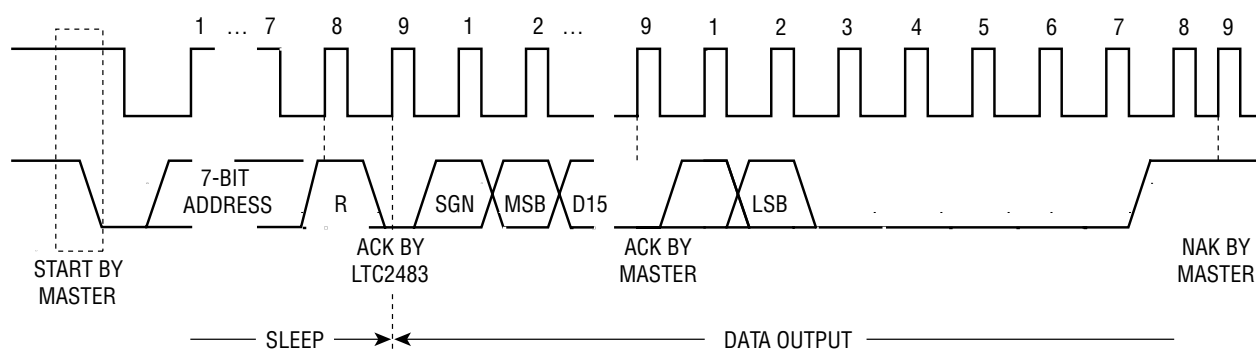 1 … 7 8 9 1 2 … 9 1 2 3 4 5 6 7 8 9
7-BIT
ADDRESS
R
SGN
MSB
D15
LSB
START BY
MASTER
ACK BY
LTC2483
ACK BY
MASTER
NAK BY
MASTER
SLEEP
DATA OUTPUT